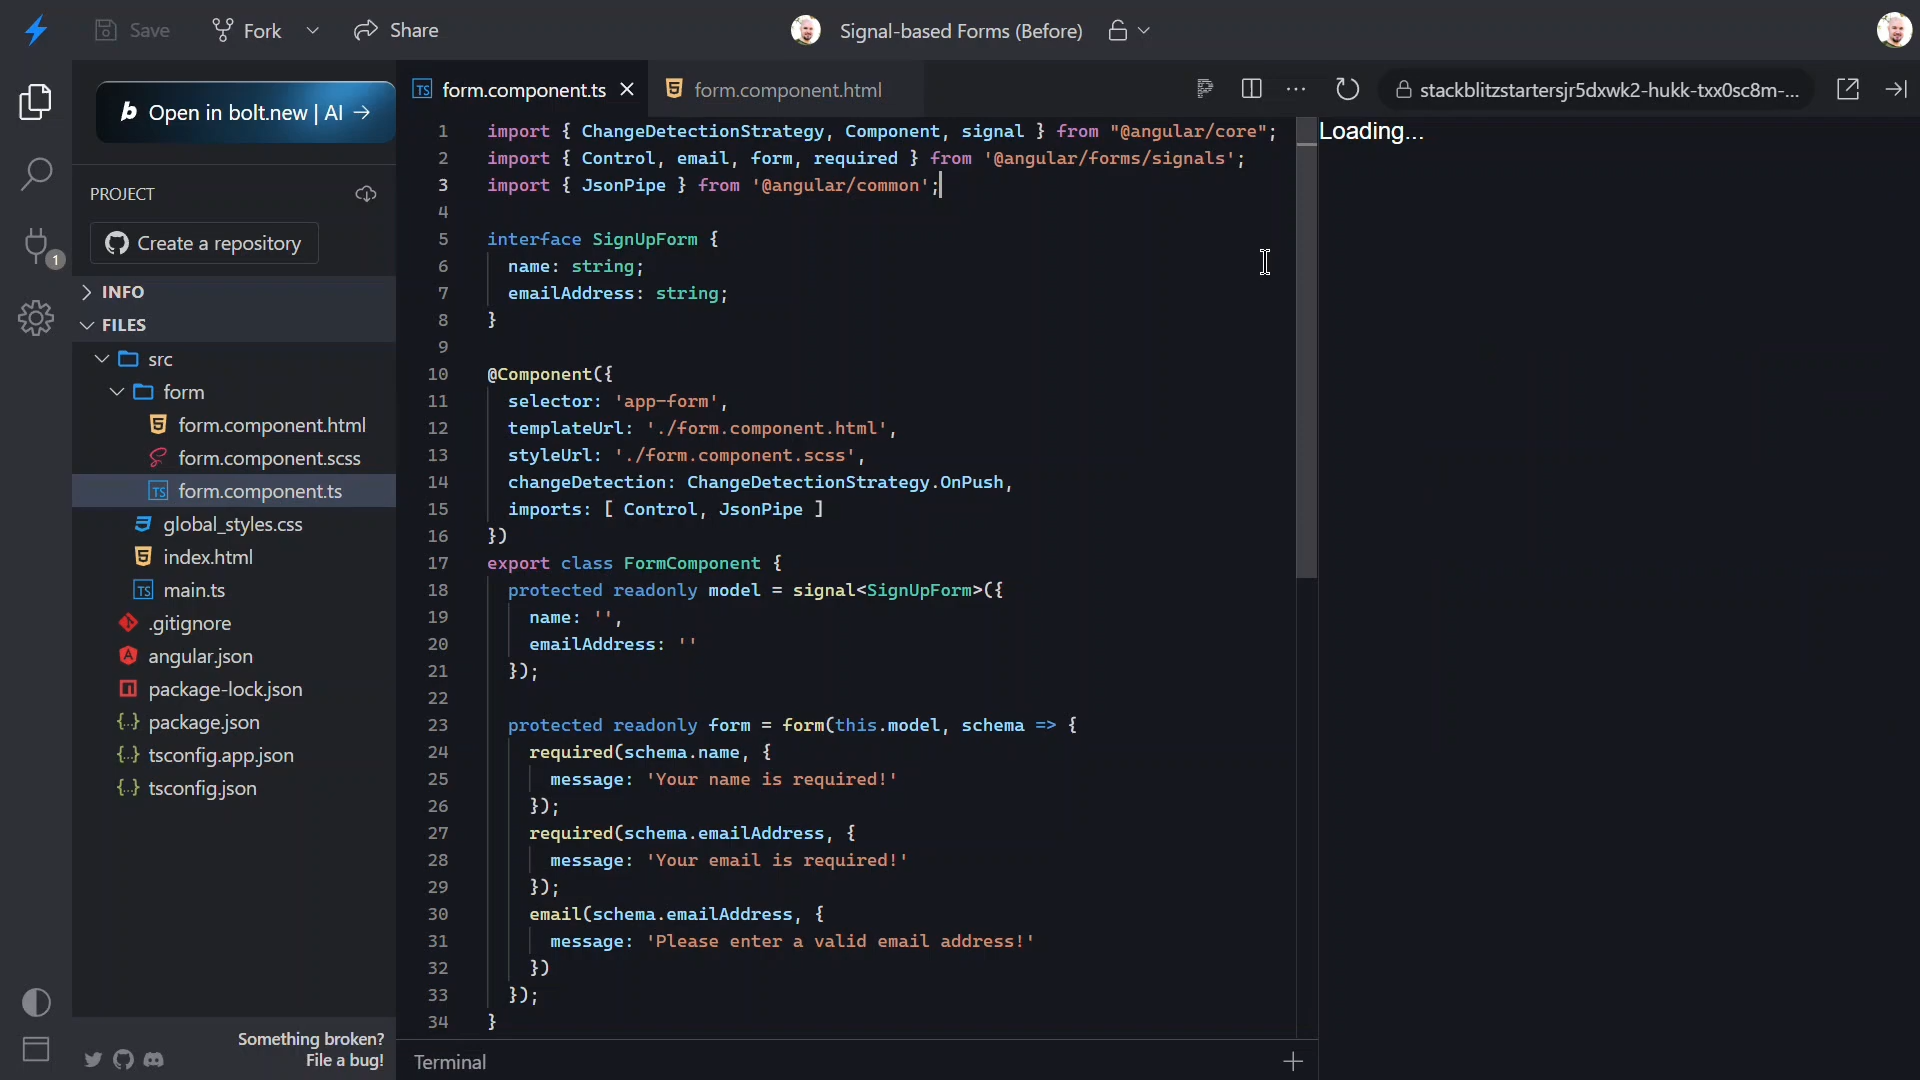 Save
Fork
Share
Signal-based Forms (Before)
b Open in bolt.new | AI →
PROJECT
Create a repository
1
INFO
FILES
src
form
form.component.html
form.component.scss
TS form.component.ts
global_styles.css
index.html
TS main.ts
.gitignore
angular.json
package-lock.json
{..} package.json
{..} tsconfig.app.json
{..} tsconfig.json
Something broken?
File a bug!
TS form.component.ts
form.component.html
stackblitzstartersjr5dxwk2-hukk-txx0sc8m-...
1 import { ChangeDetectionStrategy, Component, signal } from "@angular/core";
2 import { Control, email, form, required } from '@angular/forms/signals';
3 import { JsonPipe } from '@angular/common';
4
5 interface SignUpForm {
6 name: string;
7 emailAddress: string;
8 }
9
10 @Component({
11 selector: 'app-form',
12 templateUrl: './form.component.html',
13 styleUrl: './form.component.scss',
14 changeDetection: ChangeDetectionStrategy.OnPush,
15 imports: [ Control, JsonPipe ]
16 })
17 export class FormComponent {
18 protected readonly model = signal<SignUpForm>({
19 name: '',
20 emailAddress: ''
21 });
22
23 protected readonly form = form(this.model, schema => {
24 required(schema.name, {
25 message: 'Your name is required!'
26 });
27 required(schema.emailAddress, {
28 message: 'Your email is required!'
29 });
30 email(schema.emailAddress, {
31 message: 'Please enter a valid email address!'
32 })
33 });
34 }
Terminal
Loading...